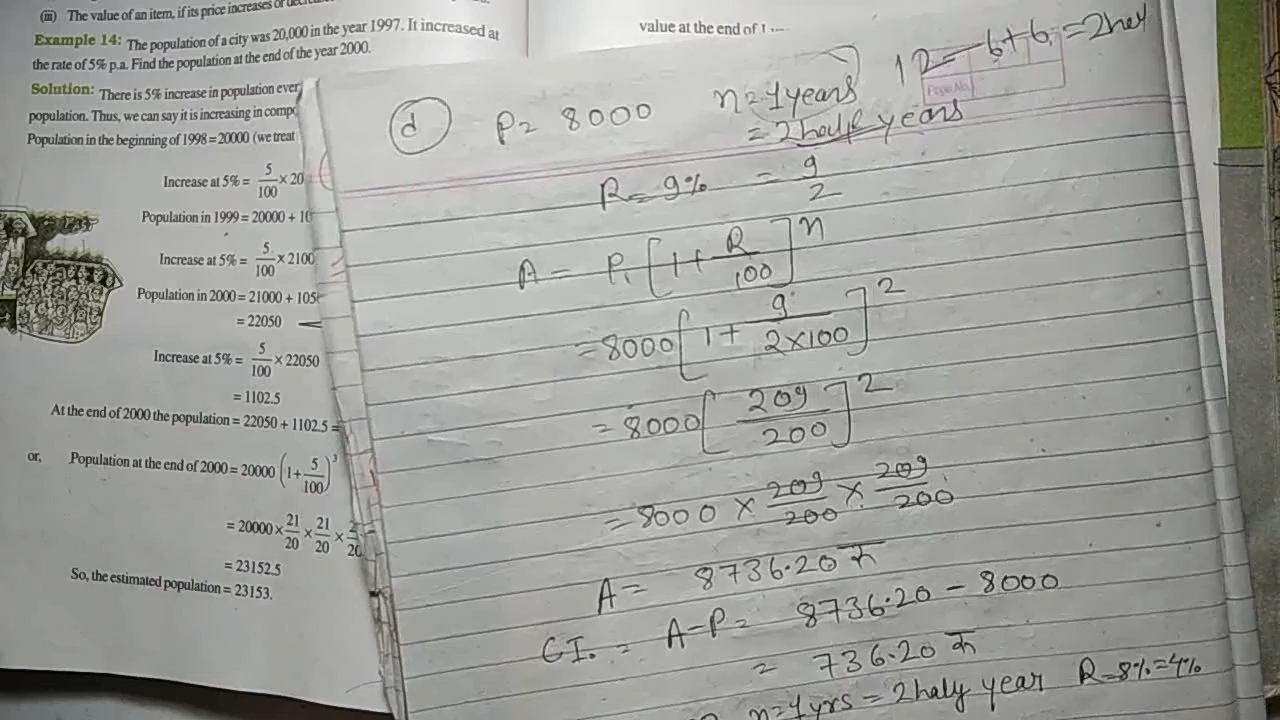 (iii) The value of an item, if its price increases or
Example 14: The population of a city was 20,000 in the year 1997. It increased at
the rate of 5% p.a. Find the population at the end of the year 2000.
Solution: There is 5% increase in population ever
population. Thus, we can say it is increasing in compo
Population in the beginning of 1998 = 20000 (we treat
Increase at 5% = 5/100 × 20
Population in 1999 = 20000 + 10
Increase at 5% = 5/100 × 2100
Population in 2000 = 21000 + 105
= 22050
Increase at 5% = 5/100 × 22050
= 1102.5
At the end of 2000 the population = 22050 + 1102.5 =
or, Population at the end of 2000 = 20000 (1 + 5/100)^3
= 20000 × 21/20 × 21/20 × 2/20
= 23152.5
So, the estimated population = 23153.
value at the end of 1
12 = 6 + 6 = 2 half
Page No.
(d) P = 8000 n = 1 years
= 2 half years
R = 9% = 9/2
A = P. [1 + R/100]^n
= 8000 [1 + 9/2×100]^2
= 8000 [209/200]^2
= 8000 × 209/200 × 209/200
A = 8736.20 रु
CI. = A - P = 8736.20 - 8000
= 736.20 रु
n = 1 yrs = 2 half year R = 8% = 4%